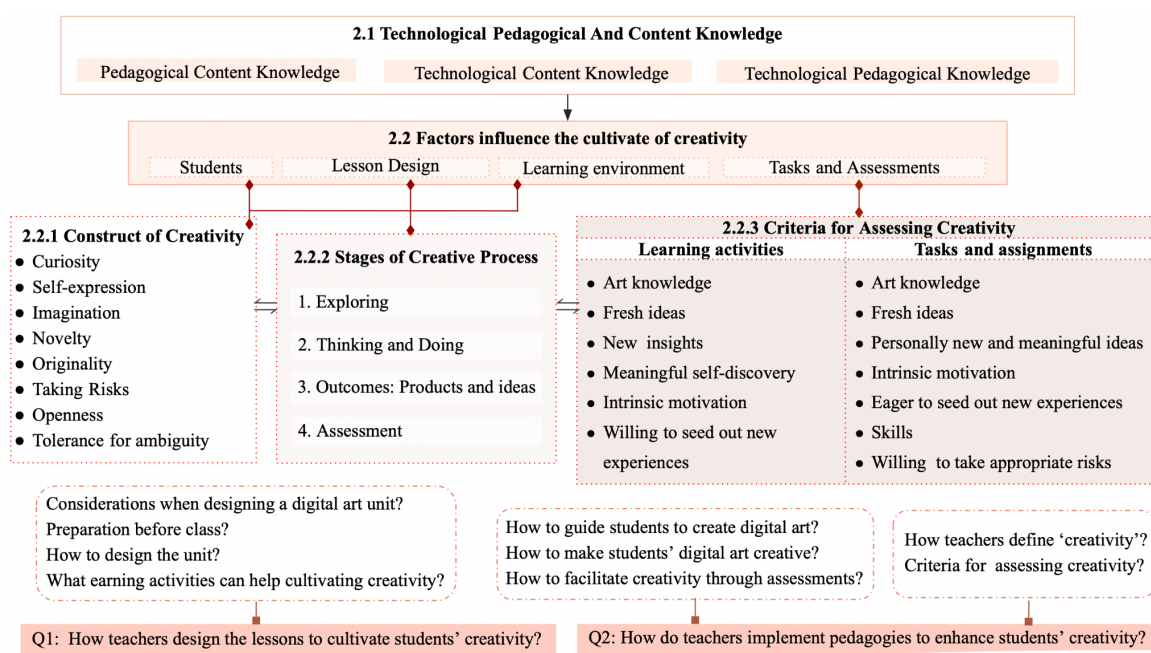 2.1 Technological Pedagogical And Content Knowledge
Pedagogical Content Knowledge
Technological Content Knowledge
Technological Pedagogical Knowledge
2.2 Factors influence the cultivate of creativity
Students
Lesson Design
Learning environment
Tasks and Assessments
2.2.1 Construct of Creativity
● Curiosity
● Self-expression
● Imagination
● Novelty
● Originality
● Taking Risks
● Openness
● Tolerance for ambiguity
2.2.2 Stages of Creative Process
1. Exploring
2. Thinking and Doing
3. Outcomes: Products and ideas
4. Assessment
2.2.3 Criteria for Assessing Creativity
Learning activities
● Art knowledge
● Fresh ideas
● New insights
● Meaningful self-discovery
● Intrinsic motivation
● Willing to seed out new
experiences
Tasks and assignments
● Art knowledge
● Fresh ideas
● Personally new and meaningful ideas
● Intrinsic motivation
● Eager to seed out new experiences
● Skills
● Willing to take appropriate risks
Considerations when designing a digital art unit?
Preparation before class?
How to design the unit?
What earning activities can help cultivating creativity?
How to guide students to create digital art?
How to make students' digital art creative?
How to facilitate creativity through assessments?
How teachers define 'creativity'?
Criteria for assessing creativity?
Q1: How teachers design the lessons to cultivate students' creativity?
Q2: How do teachers implement pedagogies to enhance students' creativity?